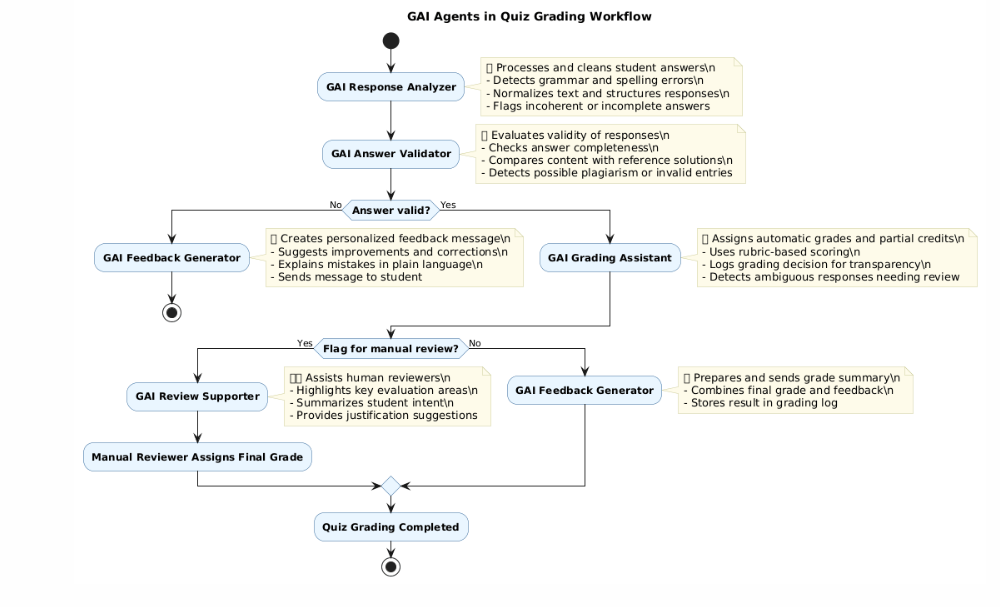 GAI Agents in Quiz Grading Workflow
GAI Response Analyzer
Processes and cleans student answers\n
- Detects grammar and spelling errors\n
- Normalizes text and structures responses\n
- Flags incoherent or incomplete answers
GAI Answer Validator
Evaluates validity of responses\n
- Checks answer completeness\n
- Compares content with reference solutions\n
- Detects possible plagiarism or invalid entries
No
Answer valid?
Yes
GAI Feedback Generator
Creates personalized feedback message\n
- Suggests improvements and corrections\n
- Explains mistakes in plain language\n
- Sends message to student
GAI Grading Assistant
Assigns automatic grades and partial credits\n
- Uses rubric-based scoring\n
- Logs grading decision for transparency\n
- Detects ambiguous responses needing review
Yes
Flag for manual review?
No
GAI Review Supporter
Assists human reviewers\n
- Highlights key evaluation areas\n
- Summarizes student intent\n
- Provides justification suggestions
GAI Feedback Generator
Prepares and sends grade summary\n
- Combines final grade and feedback\n
- Stores result in grading log
Manual Reviewer Assigns Final Grade
Quiz Grading Completed